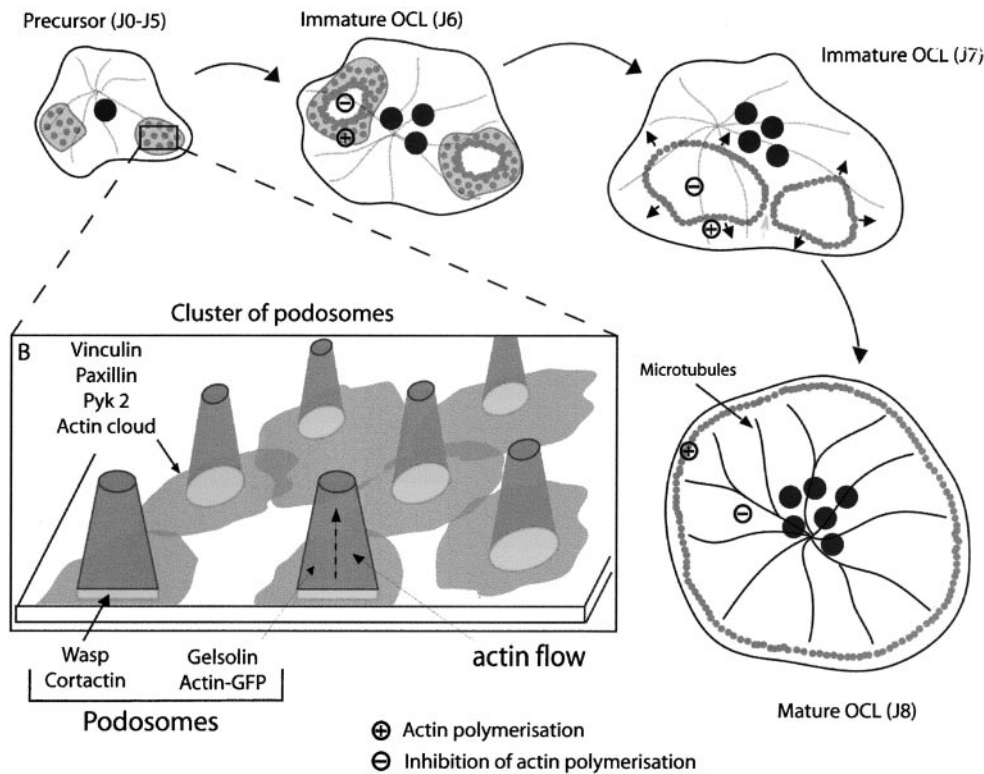 Precursor (J0-J5)
Immature OCL (J6)
Immature OCL (J7)
Cluster of podosomes
B
Vinculin
Paxillin
Pyk 2
Actin cloud
Microtubules
Wasp
Cortactin
Gelsolin
Actin-GFP
actin flow
Podosomes
Mature OCL (J8)
Actin polymerisation
Inhibition of actin polymerisation